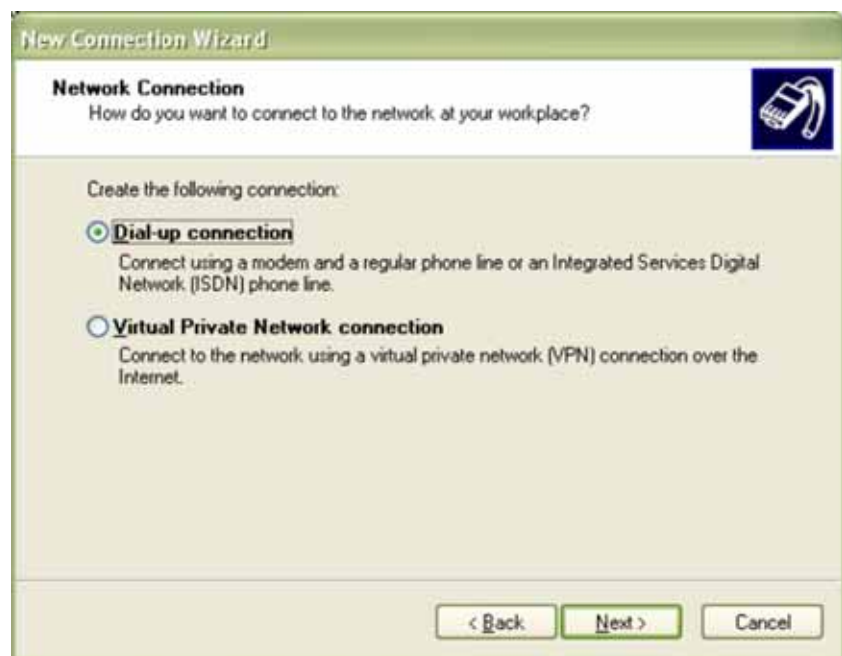 New Connection Wizard
Network Connection
How do you want to connect to the network at your workplace?
Create the following connection:
Dial-up connection
Connect using a modem and a regular phone line or an Integrated Services Digital
Network (ISDN) phone line.
Virtual Private Network connection
Connect to the network using a virtual private network (VPN) connection over the
Internet.
< Back Next > Cancel